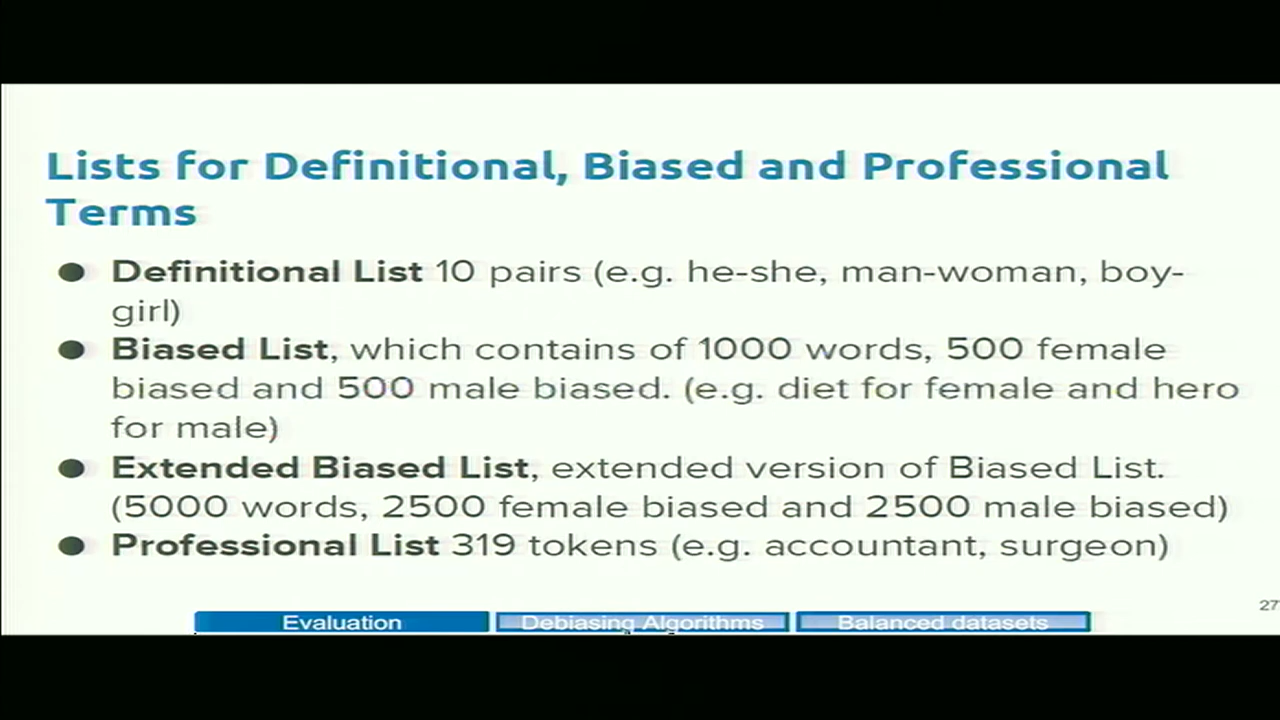 Lists for Definitional, Biased and Professional
Terms
● Definitional List 10 pairs (e.g. he-she, man-woman, boy-
girl)
● Biased List, which contains of 1000 words, 500 female
biased and 500 male biased. (e.g. diet for female and hero
for male)
● Extended Biased List, extended version of Biased List.
(5000 words, 2500 female biased and 2500 male biased)
● Professional List 319 tokens (e.g. accountant, surgeon)
27
Evaluation Debiasing Algorithms Balanced datasets